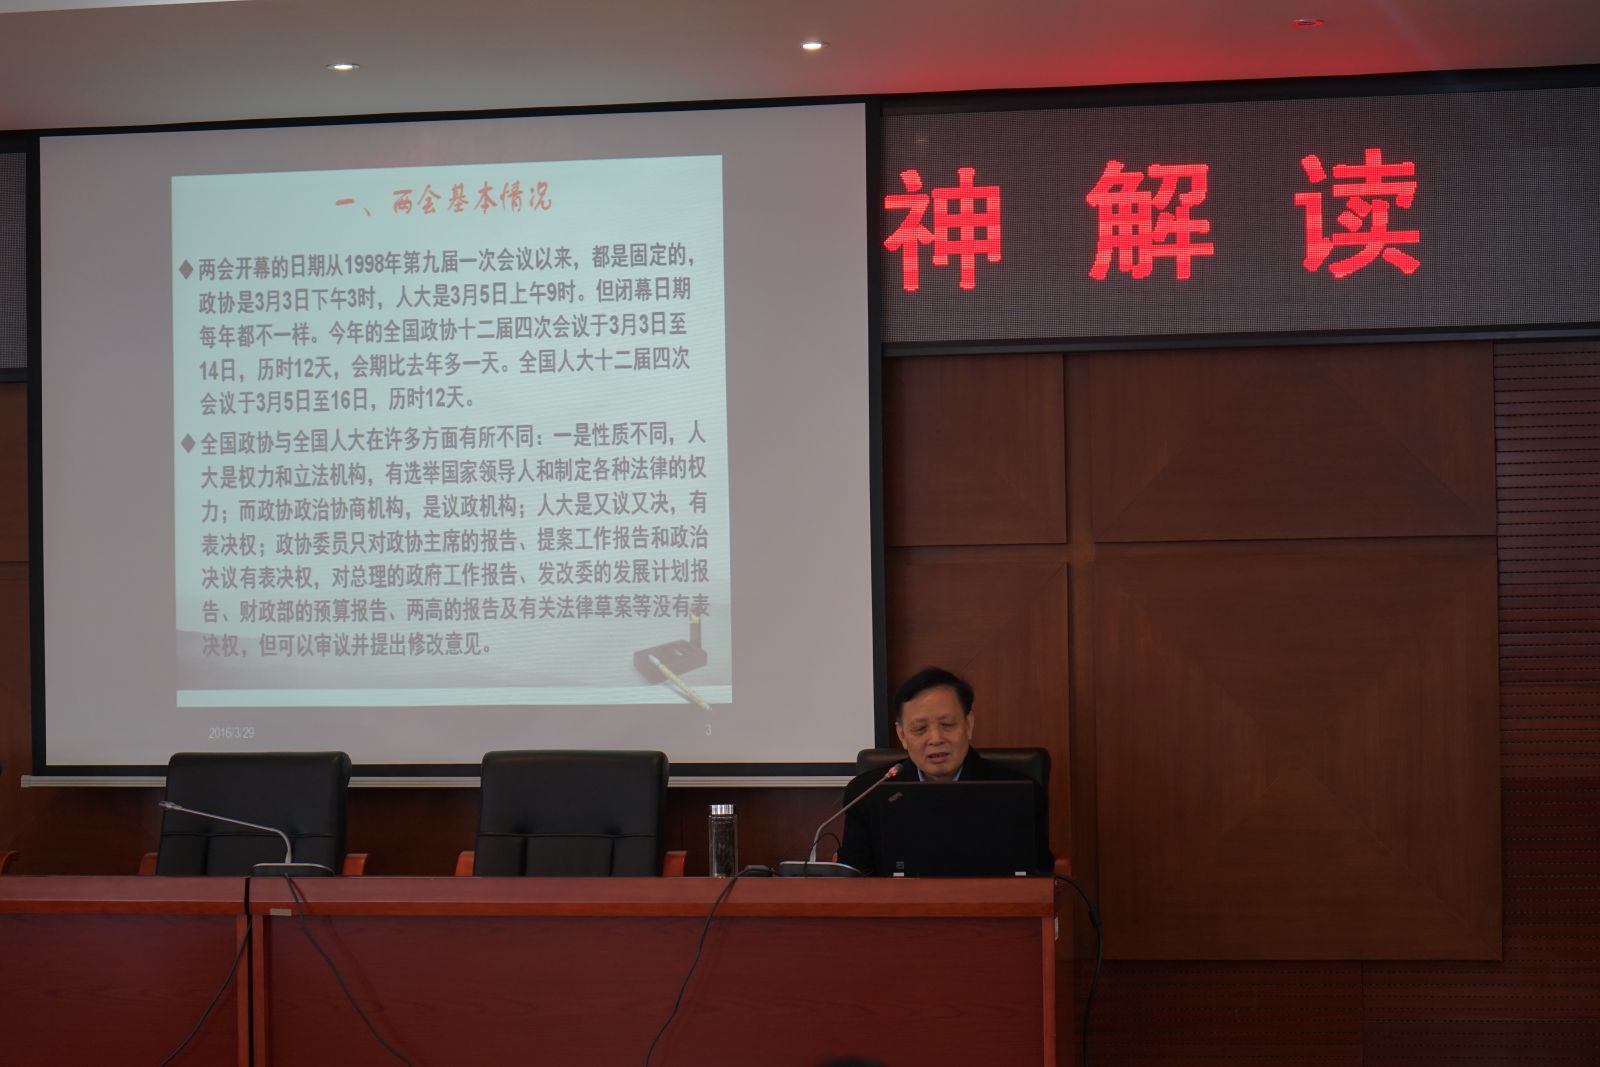 神解读
一、两会基本情况
◆两会开幕的日期从1998年第九届一次会议以来，都是固定的，
政协是3月3日下午3时，人大是3月5日上午9时。但闭幕日期
每年都不一样。今年的全国政协十二届四次会议于3月3日至
14日，历时12天，会期比去年多一天。全国人大十二届四次
会议于3月5日至16日，历时12天。
◆全国政协与全国人大在许多方面有所不同：一是性质不同，人
大是权力和立法机构，有选举国家领导人和制定各种法律的权
力；而政协政治协商机构，是议政机构；人大是又议又决，有
表决权；政协委员只对政协主席的报告、提案工作报告和政治
决议有表决权，对总理的政府工作报告、发改委的发展计划报
告、财政部的预算报告、两高的报告及有关法律草案等没有表
决权，但可以审议并提出修改意见。
2016/3/29
3